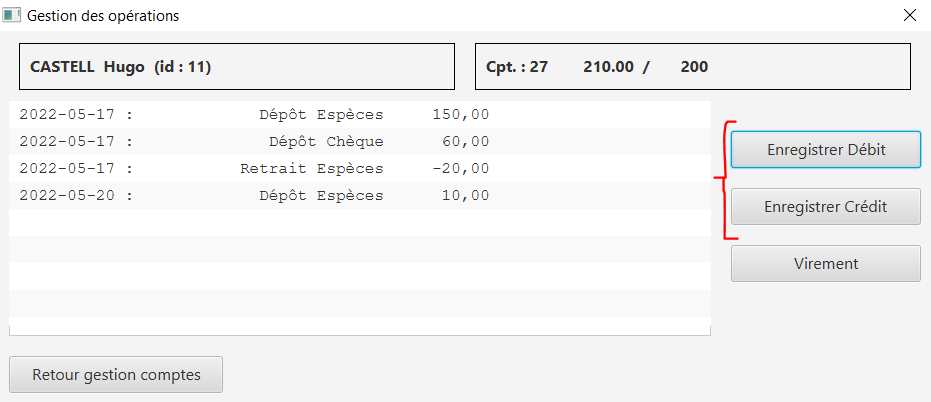 Gestion des opérations
CASTELL Hugo (id : 11)
Cpt. : 27 210.00 / 200
2022-05-17 : Dépôt Espèces 150,00
2022-05-17 : Dépôt Chèque 60,00
2022-05-17 : Retrait Espèces -20,00
2022-05-20 : Dépôt Espèces 10,00
Enregistrer Débit
Enregistrer Crédit
Virement
Retour gestion comptes